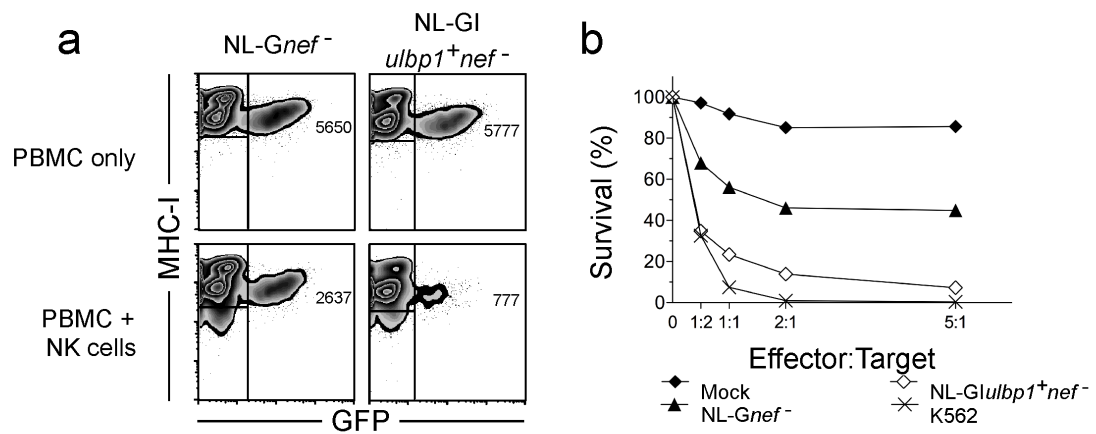 a
NL-Gnef -
NL-GI
ulbp1+nef -
PBMC only
5650
5777
MHC-I
PBMC +
NK cells
2637
777
GFP
b
Survival (%)
100
80
60
40
20
0
0 1:2 1:1 2:1 5:1
Effector:Target
Mock
NL-Gnef -
NL-GIulbp1+nef -
K562